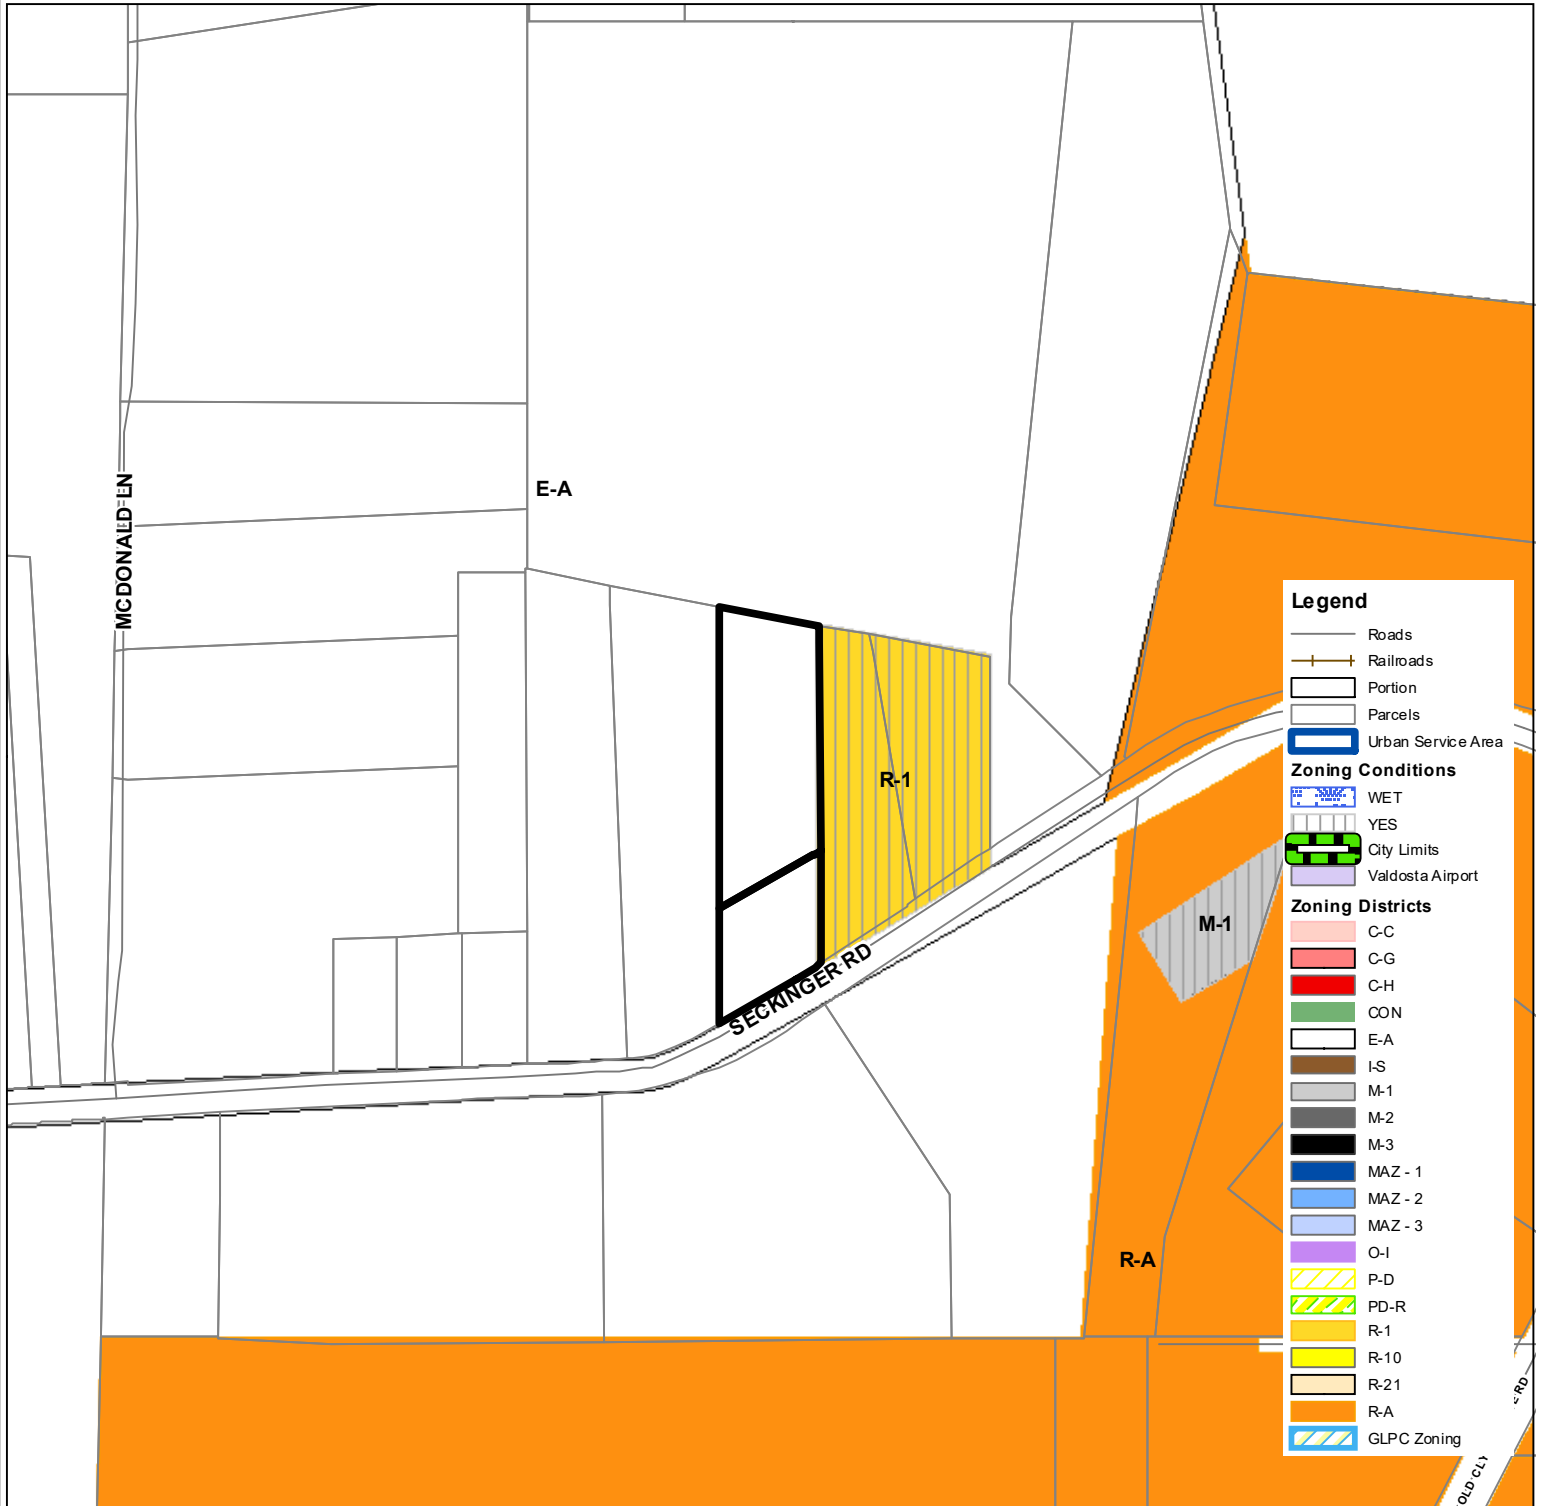 MCDONALD LN
E-A
R-1
SECKINGER RD
M-1
R-A
Legend
Roads
Railroads
Portion
Parcels
Urban Service Area
Zoning Conditions
WET
YES
City Limits
Valdosta Airport
Zoning Districts
C-C
C-G
C-H
CON
E-A
I-S
M-1
M-2
M-3
MAZ - 1
MAZ - 2
MAZ - 3
O-I
P-D
PD-R
R-1
R-10
R-21
R-A
GLPC Zoning
OLD CLY
E RD